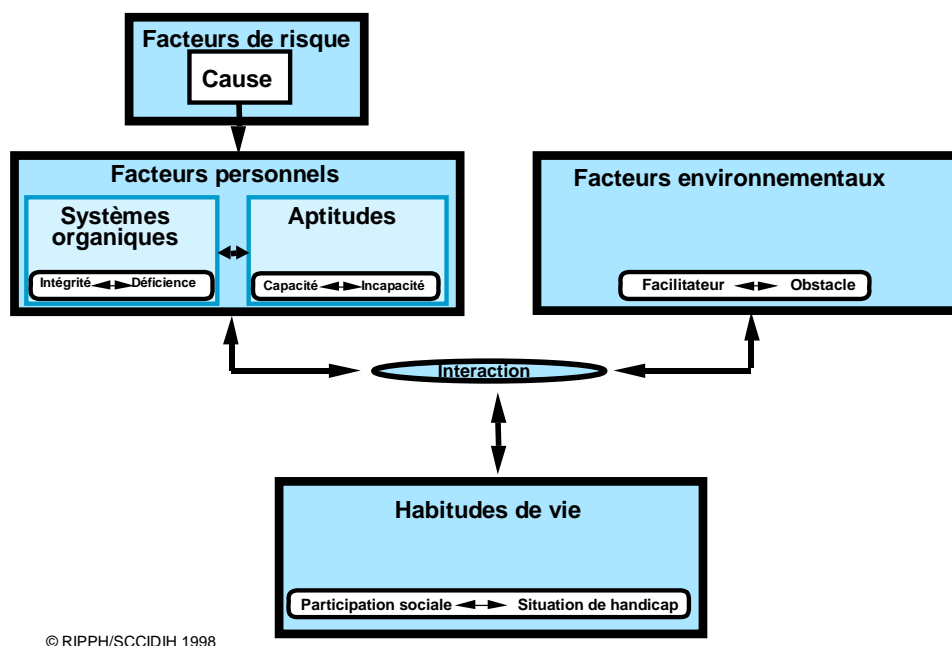 Facteurs de risque
Cause
Facteurs personnels
Systèmes
organiques
Intégrité Déficience
Aptitudes
Capacité Incapacité
Facteurs environnementaux
Facilitateur Obstacle
Interaction
Habitudes de vie
Participation sociale Situation de handicap
© RIPPH/SCCIDIH 1998